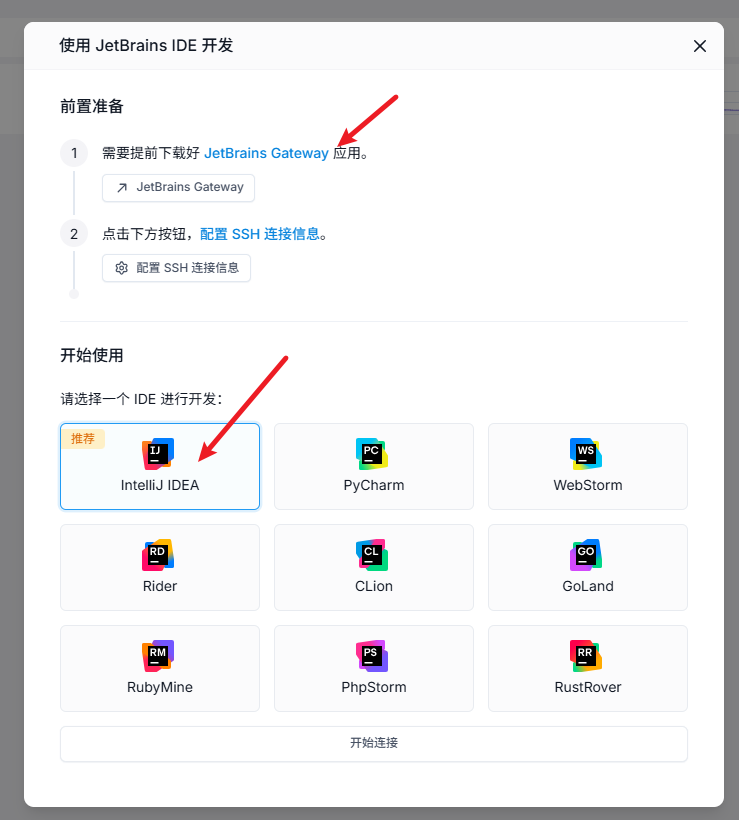 使用 JetBrains IDE 开发
前置准备
1 需要提前下载好 JetBrains Gateway 应用。
JetBrains Gateway
2 点击下方按钮，配置 SSH 连接信息。
配置 SSH 连接信息
开始使用
请选择一个 IDE 进行开发：
推荐
IJ PC WS
IntelliJ IDEA PyCharm WebStorm
RD CL GO
Rider CLion GoLand
RM PS RR
RubyMine PhpStorm RustRover
开始连接